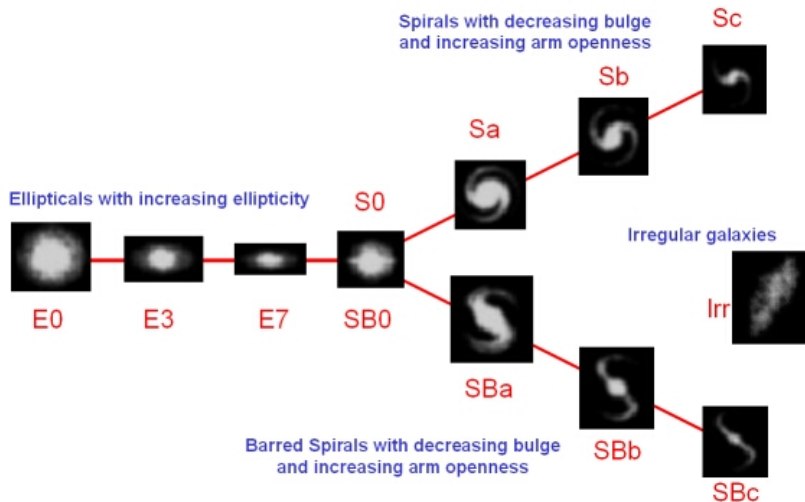 Spirals with decreasing bulge
and increasing arm openness
Sc
Sb
Sa
Ellipticals with increasing ellipticity
S0
Irregular galaxies
Irr
E0
E3
E7
SB0
SBa
SBb
SBc
Barred Spirals with decreasing bulge
and increasing arm openness